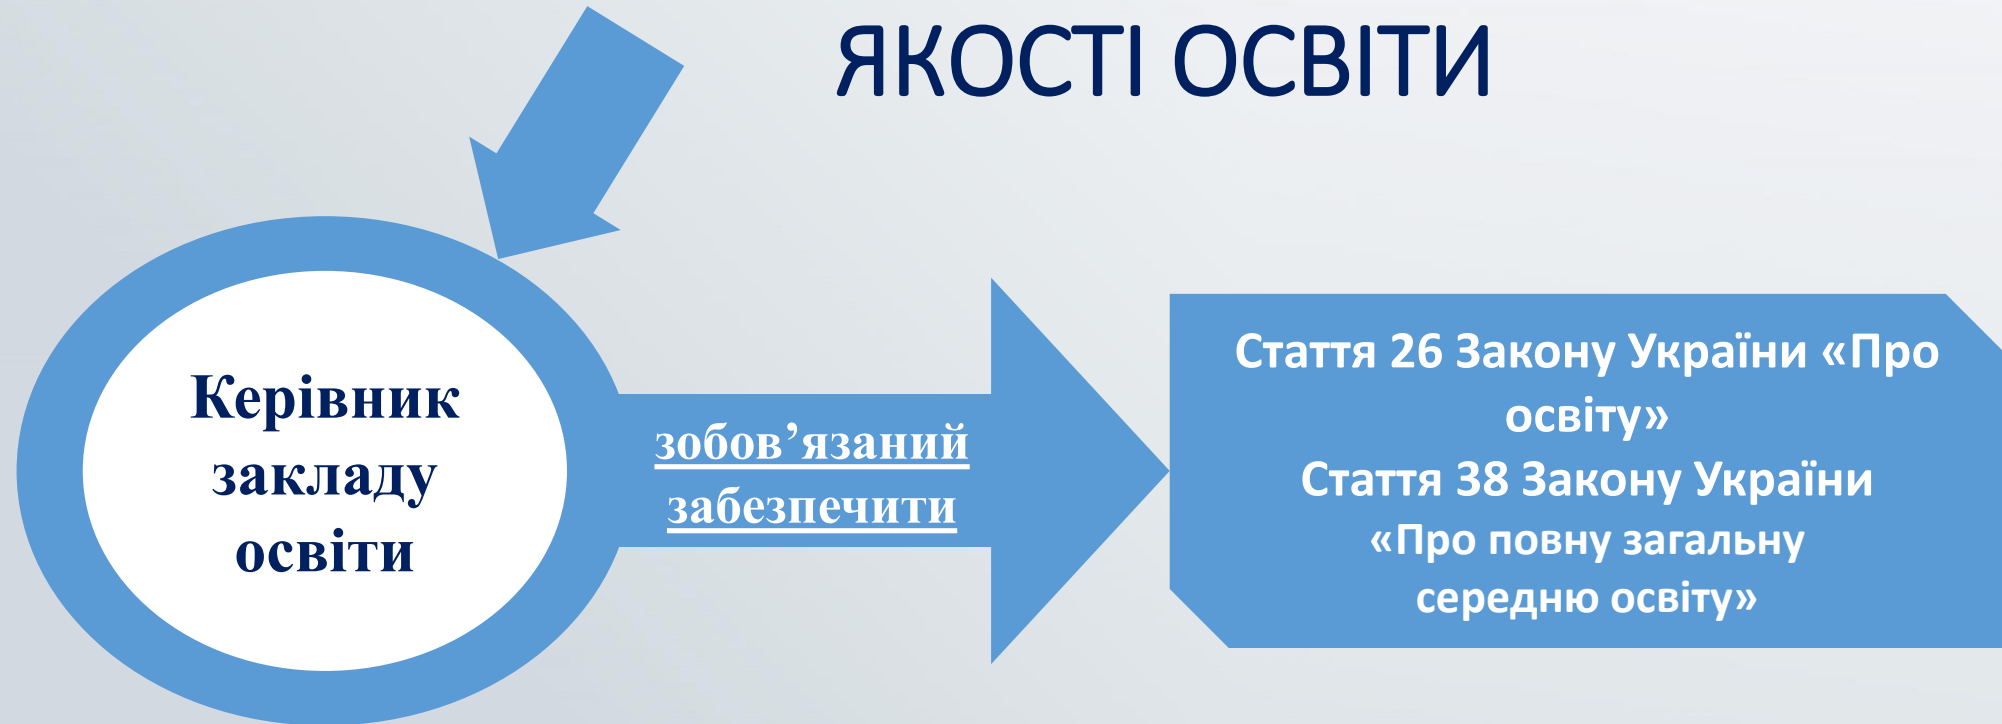 ЯКОСТІ ОСВІТИ
Керівник
закладу
освіти
зобов’язаний
забезпечити
Стаття 26 Закону України «Про
освіту»
Стаття 38 Закону України
«Про повну загальну
середню освіту»